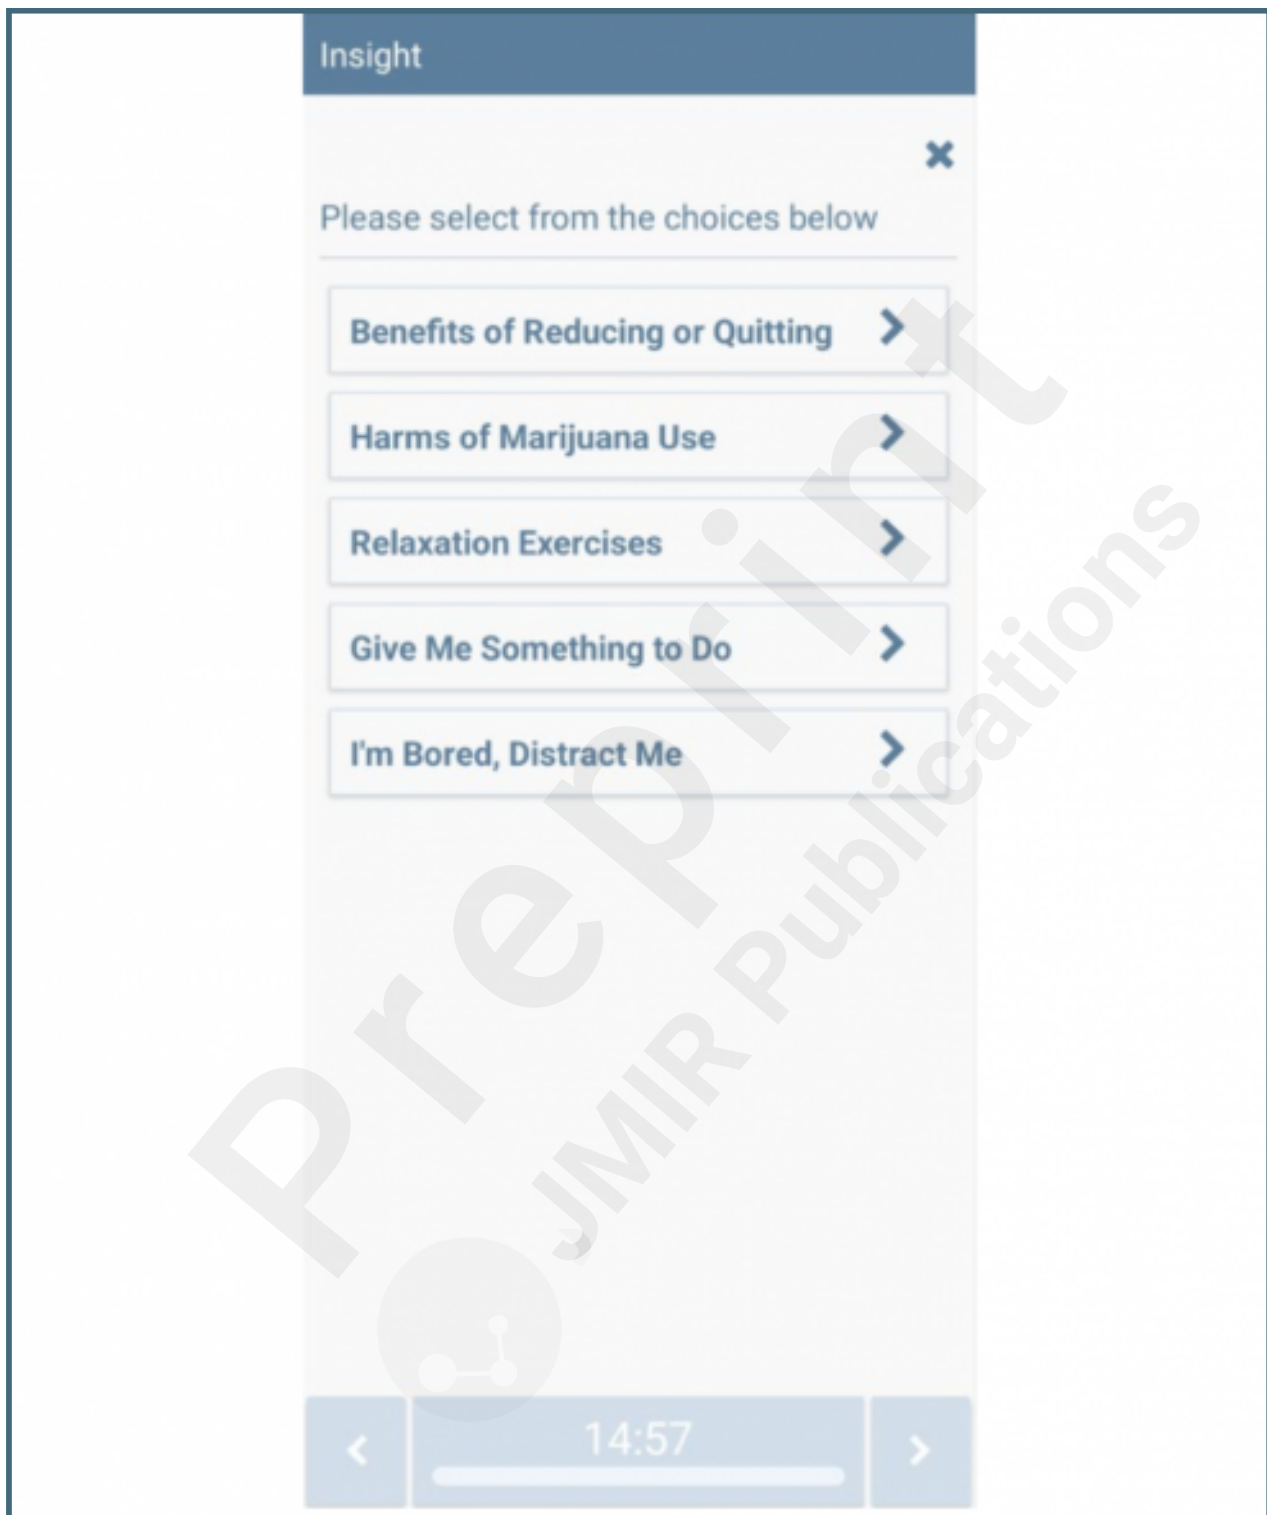 Insight
Please select from the choices below
Benefits of Reducing or Quitting
Harms of Marijuana Use
Relaxation Exercises
Give Me Something to Do
I'm Bored, Distract Me
Preprint
JMIR Publications
14:57